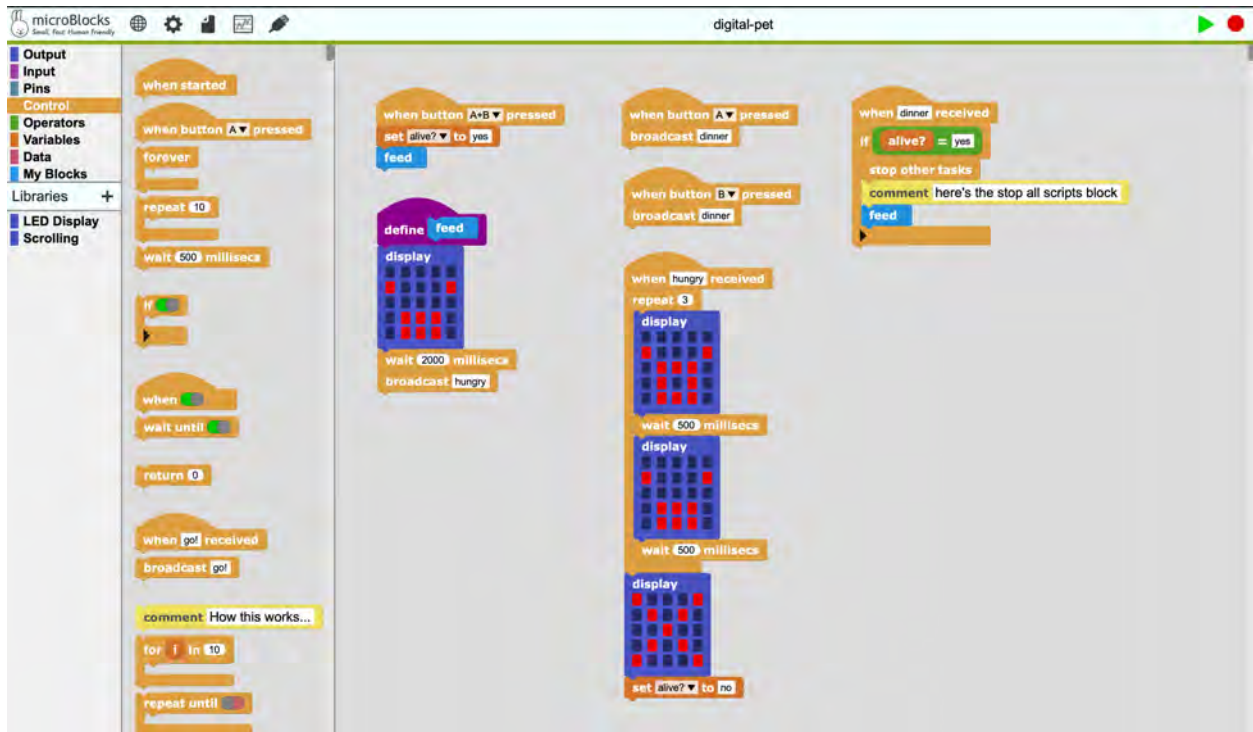 microBlocks
Small, Fast, Human Friendly
digital-pet
Output
Input
Pins
Control
Operators
Variables
Data
My Blocks
Libraries +
LED Display
Scrolling
when started
when button A▼ pressed
forever
repeat 10
wait 500 millisecs
if
when
wait until
return 0
when go! received
broadcast go!
comment How this works...
for i in 10
repeat until
when button A+B▼ pressed
set alive?▼ to yes
feed
define feed
display
wait 2000 millisecs
broadcast hungry
when button A▼ pressed
broadcast dinner
when button B▼ pressed
broadcast dinner
when hungry received
repeat 3
display
wait 500 millisecs
display
wait 500 millisecs
display
set alive?▼ to no
when dinner received
if alive? = yes
stop other tasks
comment here's the stop all scripts block
feed